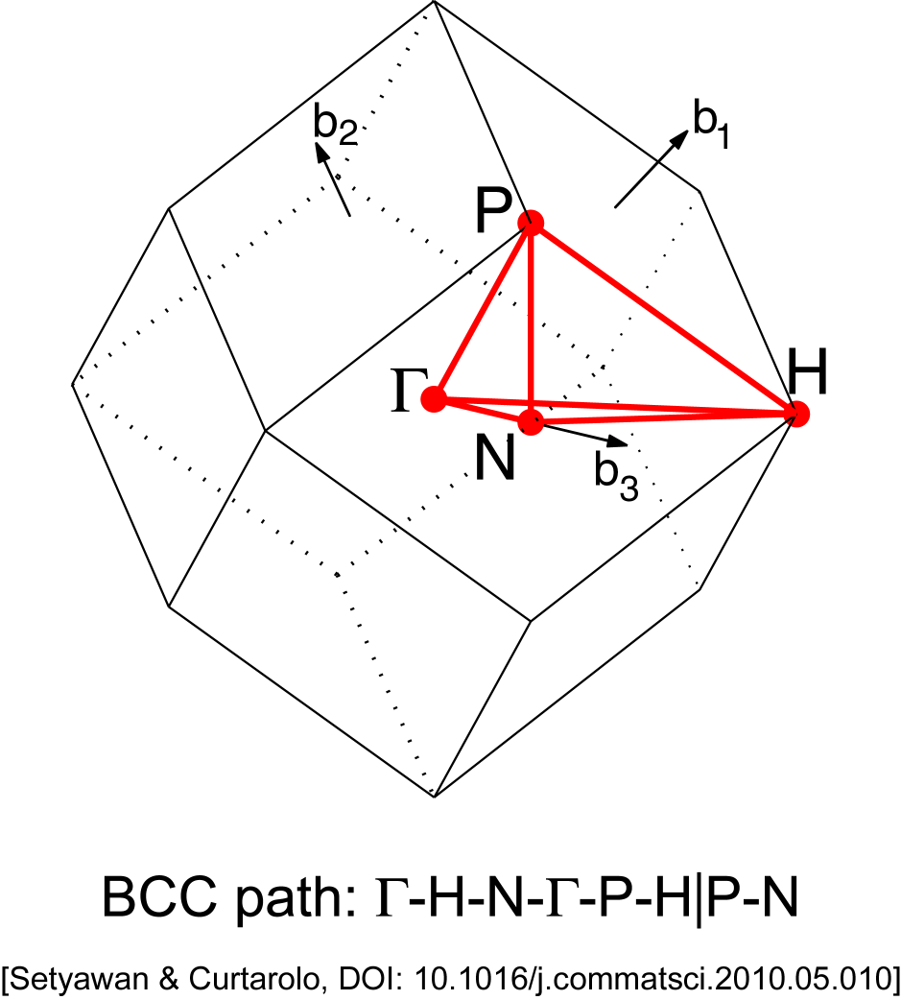 b2
b1
P
Γ
H
N
b3
BCC path: Γ-H-N-Γ-P-H|P-N
[Setyawan & Curtarolo, DOI: 10.1016/j.commatsci.2010.05.010]